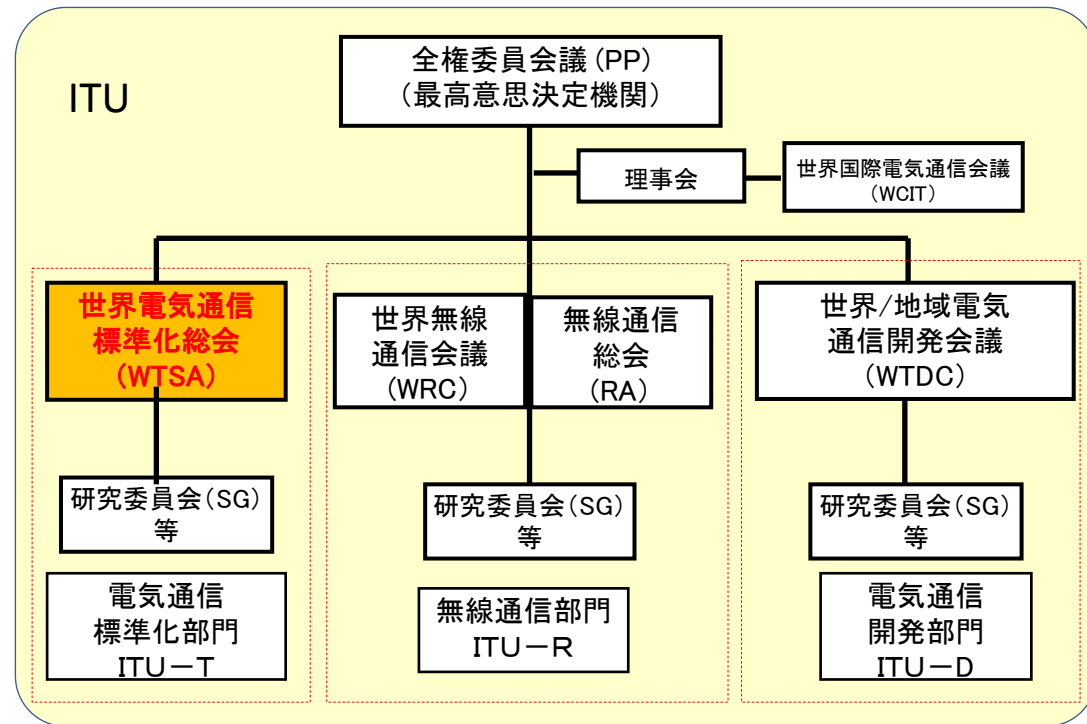 全権委員会議(PP)
(最高意思決定機関)
ITU
理事会
世界国際電気通信会議
(WCIT)
世界電気通信
標準化総会
(WTSA)
世界無線
通信会議
(WRC)
無線通信
総会
(RA)
世界/地域電気
通信開発会議
(WTDC)
研究委員会(SG)
等
研究委員会(SG)
等
研究委員会(SG)
等
電気通信
標準化部門
ITU-T
無線通信部門
ITU-R
電気通信
開発部門
ITU-D